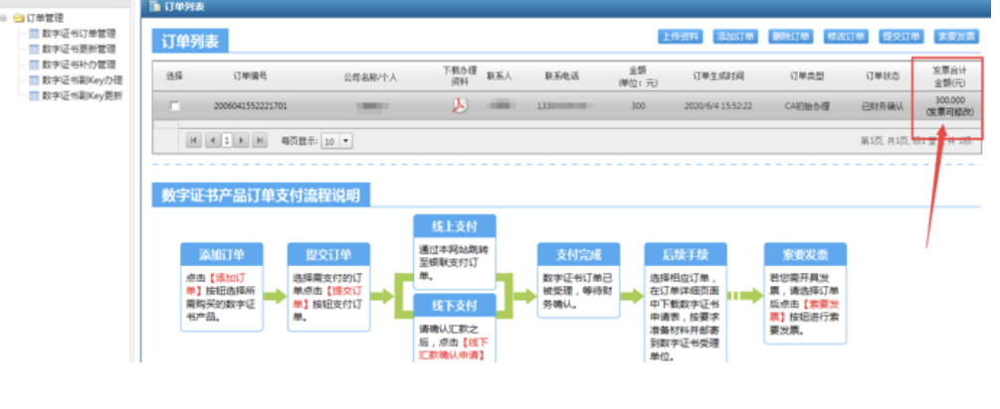 订单管理
数字证书订单管理
数字证书更新管理
数字证书补办管理
数字证书副Key办理
数字证书副Key更新
订单列表
订单列表
上传资料 添加订单 删除订单 修改订单 提交订单 索要发票
选择 订单编号 公司名称/个人 下载办理资料 联系人 联系电话 金额(单位：元) 订单生成时间 订单类型 订单状态 发票合计金额(元)
2006041552221701 133 300 2020/6/4 15:52:22 CA初始办理 已财务确认 300.000
(发票可修改)
1 每页显示: 10 第1页, 共1页, 项1 至 共 1项.
数字证书产品订单支付流程说明
添加订单
点击【添加订
单】按钮选择所
需购买的数字证
书产品。
提交订单
选择需支付的订
单点击【提交订
单】按钮支付订
单。
线上支付
通过本网站跳转
至银联支付订
单。
线下支付
请确认汇款之
后，点击【线下
汇款确认申请】
支付完成
数字证书订单已
被受理，等待财
务确认。
后续手续
选择相应订单，
在订单详细页面
中下载数字证书
申请表，按要求
准备材料并邮寄
到数字证书受理
单位。
索要发票
若您需开具发
票，请选择订单
后点击【索要发
票】按钮进行索
要发票。